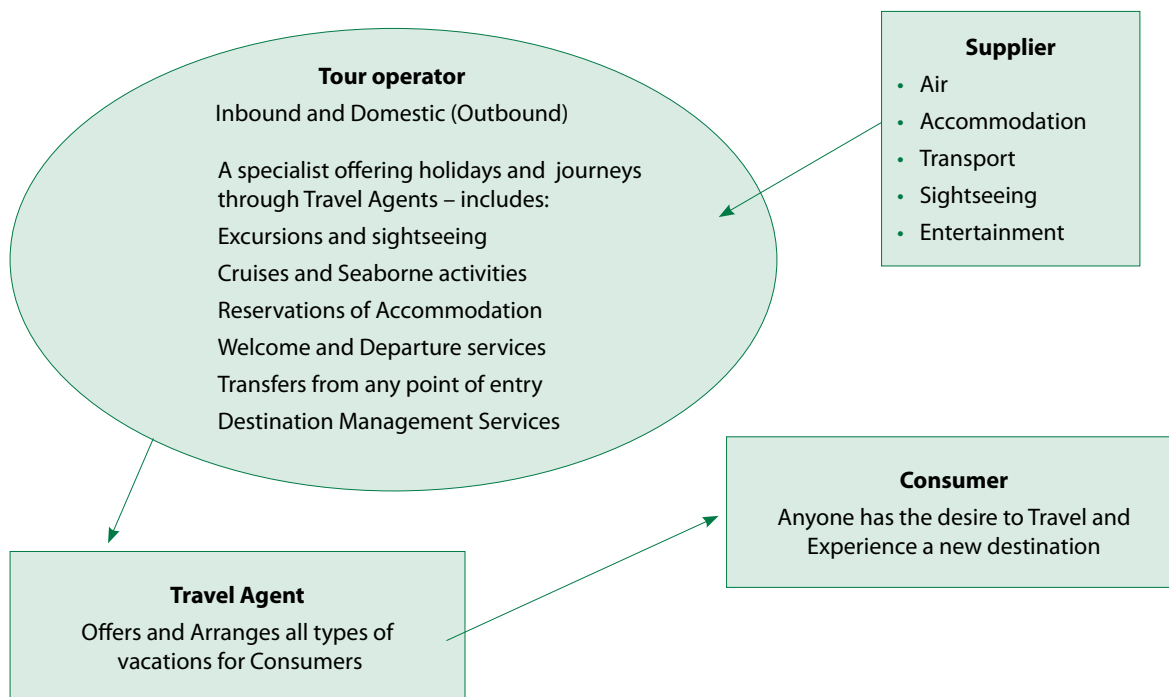 Tour operator
Inbound and Domestic (Outbound)
A specialist offering holidays and journeys
through Travel Agents – includes:
Excursions and sightseeing
Cruises and Seaborne activities
Reservations of Accommodation
Welcome and Departure services
Transfers from any point of entry
Destination Management Services
Supplier
• Air
• Accommodation
• Transport
• Sightseeing
• Entertainment
Travel Agent
Offers and Arranges all types of
vacations for Consumers
Consumer
Anyone has the desire to Travel and
Experience a new destination